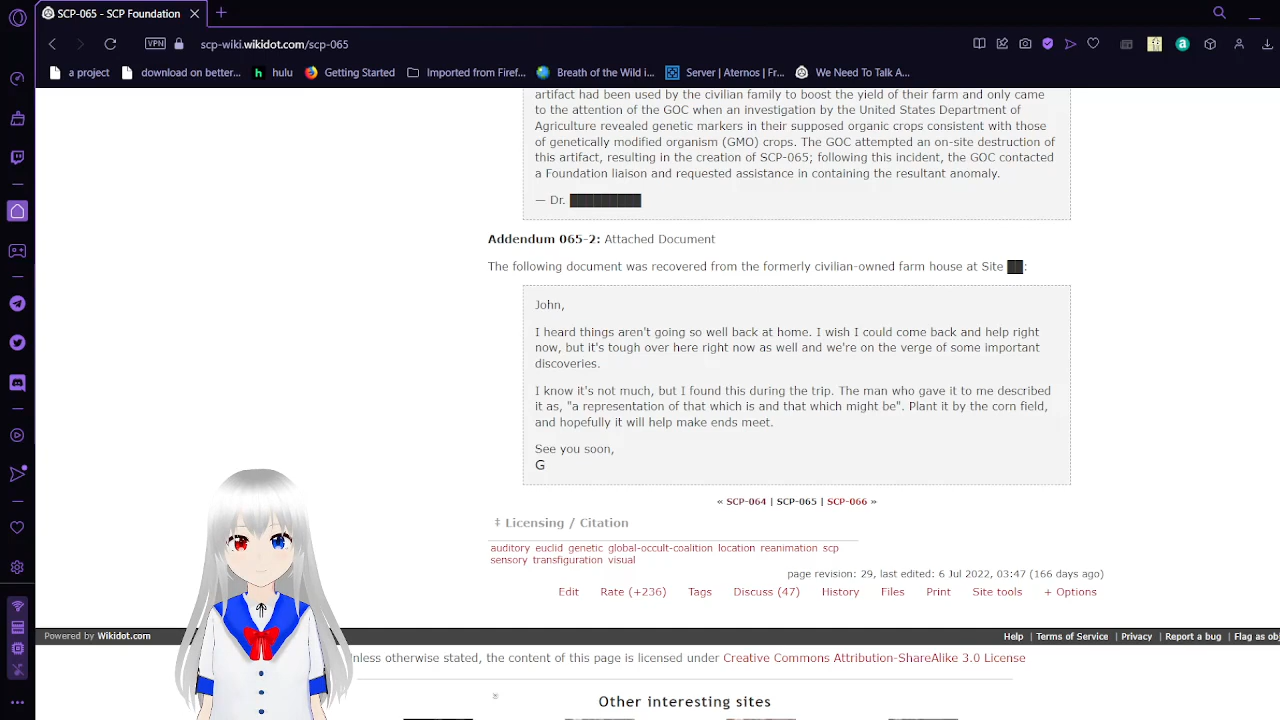 SCP-065 - SCP Foundation
VPN scp-wiki.wikidot.com/scp-065
a project download on better... hulu Getting Started Imported from Firef... Breath of the Wild i... Server | Aternos | Fr... We Need To Talk A...
artifact had been used by the civilian family to boost the yield of their farm and only came
to the attention of the GOC when an investigation by the United States Department of
Agriculture revealed genetic markers in their supposed organic crops consistent with those
of genetically modified organism (GMO) crops. The GOC attempted an on-site destruction of
this artifact, resulting in the creation of SCP-065; following this incident, the GOC contacted
a Foundation liaison and requested assistance in containing the resultant anomaly.
— Dr. █████████
Addendum 065-2: Attached Document
The following document was recovered from the formerly civilian-owned farm house at Site ██:
John,
I heard things aren't going so well back at home. I wish I could come back and help right
now, but it's tough over here right now as well and we're on the verge of some important
discoveries.
I know it's not much, but I found this during the trip. The man who gave it to me described
it as, "a representation of that which is and that which might be". Plant it by the corn field,
and hopefully it will help make ends meet.
See you soon,
G
« SCP-064 | SCP-065 | SCP-066 »
‡ Licensing / Citation
auditory euclid genetic global-occult-coalition location reanimation scp
sensory transfiguration visual
page revision: 29, last edited: 6 Jul 2022, 03:47 (166 days ago)
Edit Rate (+236) Tags Discuss (47) History Files Print Site tools + Options
Powered by Wikidot.com Help | Terms of Service | Privacy | Report a bug | Flag as ob
nless otherwise stated, the content of this page is licensed under Creative Commons Attribution-ShareAlike 3.0 License
Other interesting sites